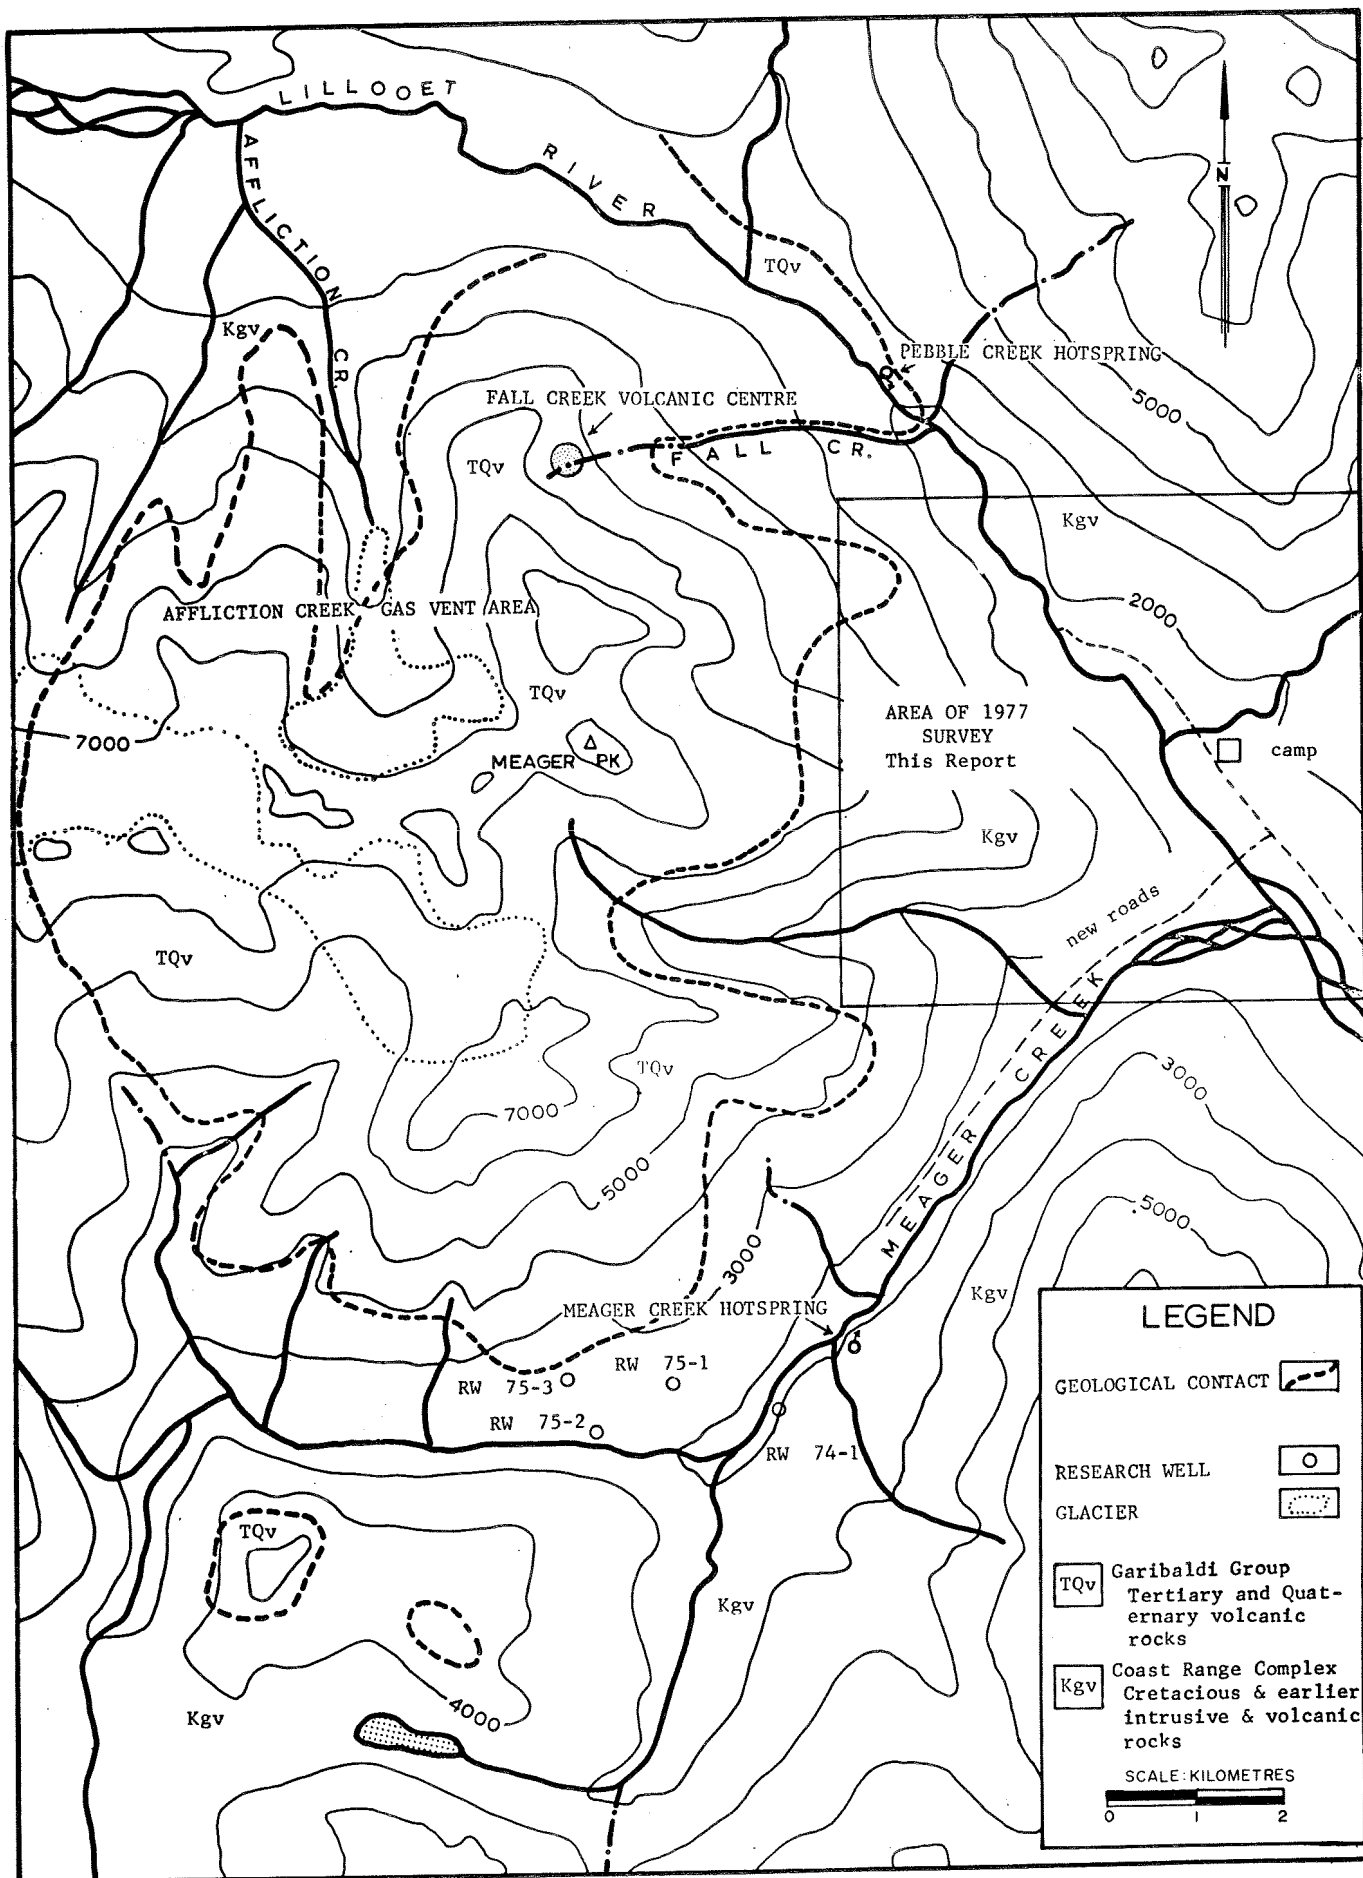 LILLOOET
RIVER
AFFLICTION
CR.
N
TQv
Kgv
PEBBLE CREEK HOTSPRING
5000
FALL CREEK VOLCANIC CENTRE
TQv
FALL CR.
Kgv
2000
AFFLICTION CREEK GAS VENT AREA
TQv
7000
MEAGER PK
AREA OF 1977
SURVEY
This Report
camp
Kgv
new roads
TQv
TQv
7000
5000
3000
MEAGER CREEK
3000
5000
Kgv
MEAGER CREEK HOTSPRING
RW 75-1
RW 75-3
RW 75-2
RW 74-1
TQv
Kgv
4000
Kgv
LEGEND
GEOLOGICAL CONTACT
RESEARCH WELL
GLACIER
TQv
Garibaldi Group
Tertiary and Quat-
ernary volcanic
rocks
Kgv
Coast Range Complex
Cretacious & earlier
intrusive & volcanic
rocks
SCALE: KILOMETRES
0 1 2